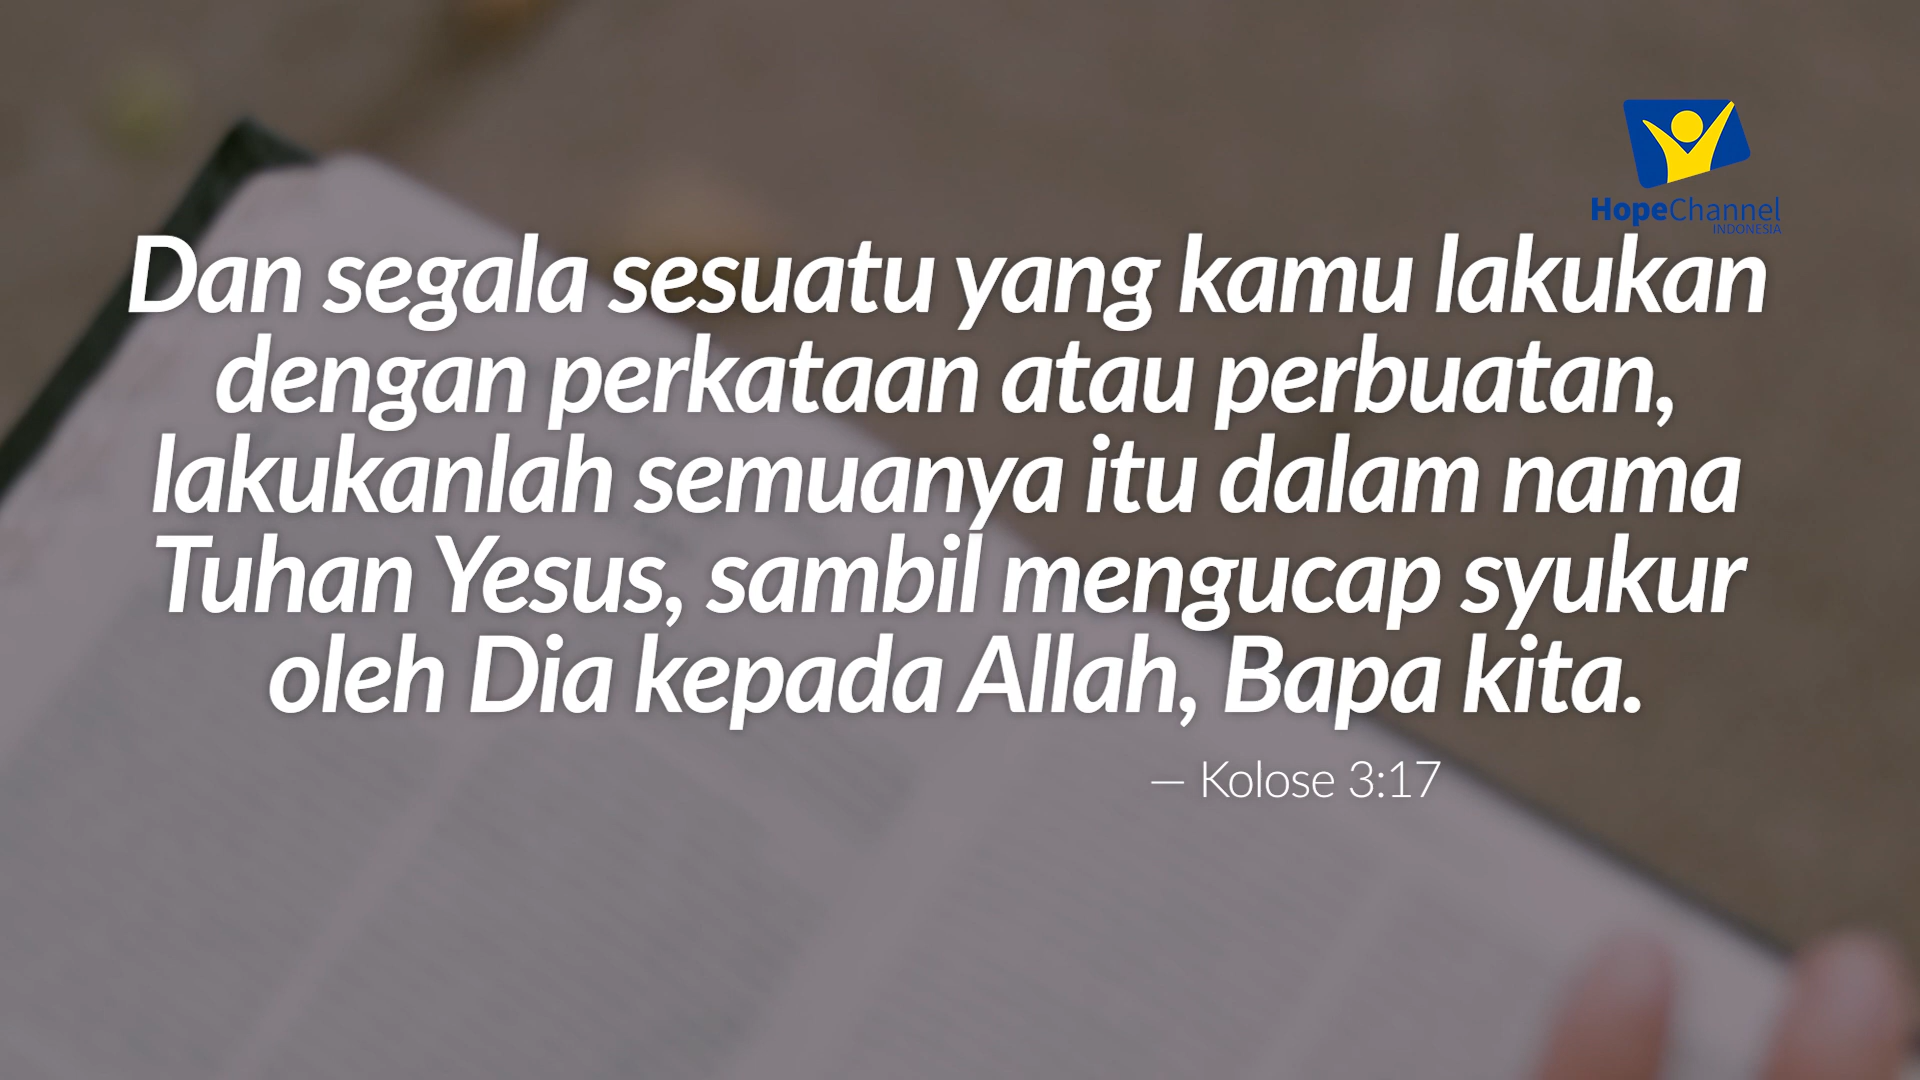 HopeChannel
INDONESIA
Dan segala sesuatu yang kamu lakukan
dengan perkataan atau perbuatan,
lakukanlah semuanya itu dalam nama
Tuhan Yesus, sambil mengucap syukur
oleh Dia kepada Allah, Bapa kita.
— Kolose 3:17